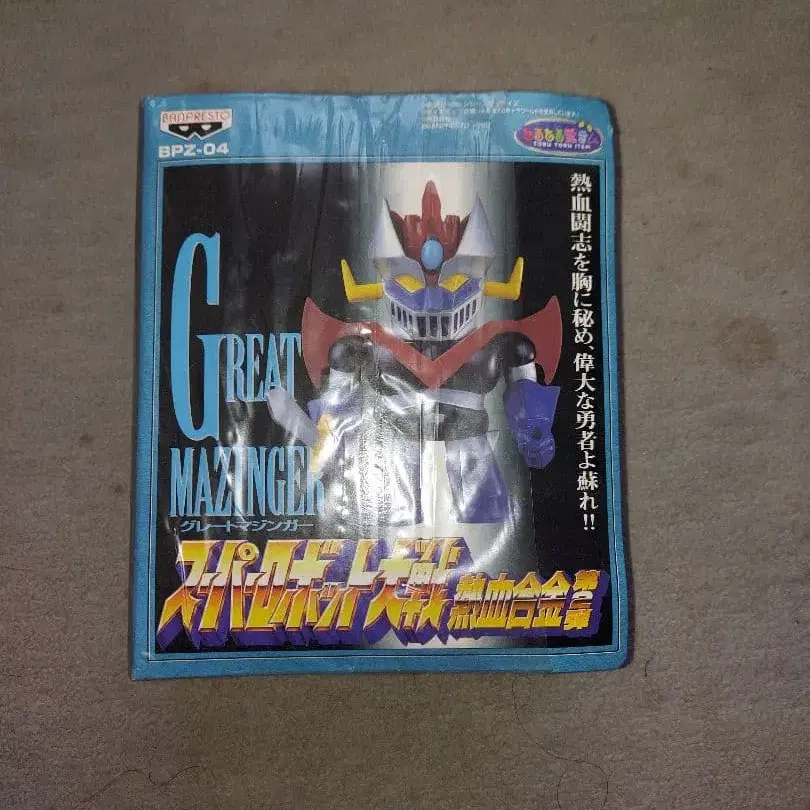 BANPRESTO
BPZ-04
とるとる愛テム
TORU TORU ITEM
熱血闘志を胸に秘め、偉大な勇者よ蘇れ!!
GREAT
MAZINGER
グレートマジンガー
スーパーロボット大戦 熱血合金